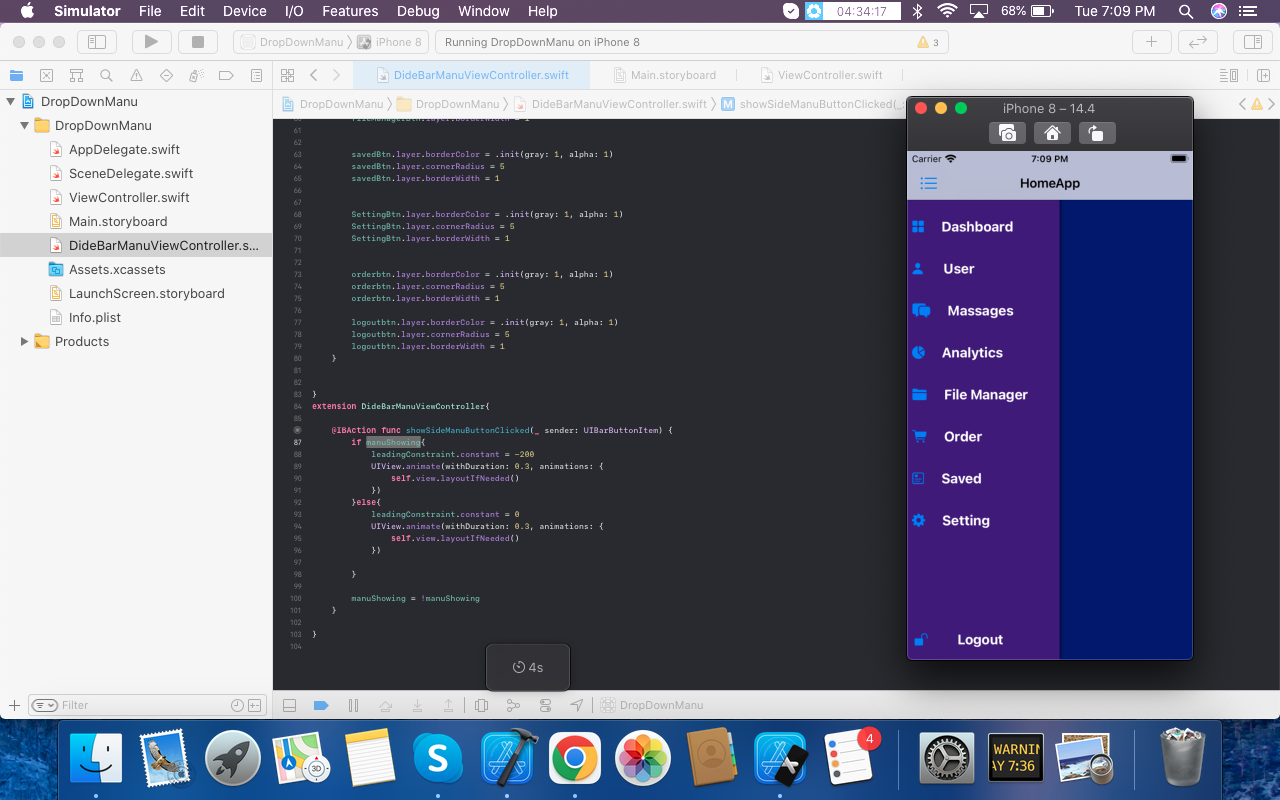 Simulator File Edit Device I/O Features Debug Window Help 04:34:17 68% Tue 7:09 PM
DropDownManu iPhone 8 Running DropDownManu on iPhone 8 3
DideBarManuViewController.swift Main.storyboard ViewController.swift
DropDownManu DropDownManu DideBarManuViewController.swift showSideManuButtonClicked(_
DropDownManu
DropDownManu
AppDelegate.swift
SceneDelegate.swift
ViewController.swift
Main.storyboard
DideBarManuViewController.s...
Assets.xcassets
LaunchScreen.storyboard
Info.plist
Products
Filter
61
62
63 savedBtn.layer.borderColor = .init(gray: 1, alpha: 1)
64 savedBtn.layer.cornerRadius = 5
65 savedBtn.layer.borderWidth = 1
66
67
68 SettingBtn.layer.borderColor = .init(gray: 1, alpha: 1)
69 SettingBtn.layer.cornerRadius = 5
70 SettingBtn.layer.borderWidth = 1
71
72
73 orderbtn.layer.borderColor = .init(gray: 1, alpha: 1)
74 orderbtn.layer.cornerRadius = 5
75 orderbtn.layer.borderWidth = 1
76
77 logoutbtn.layer.borderColor = .init(gray: 1, alpha: 1)
78 logoutbtn.layer.cornerRadius = 5
79 logoutbtn.layer.borderWidth = 1
80 }
81
82
83 }
84 extension DideBarManuViewController{
85
@IBAction func showSideManuButtonClicked(_ sender: UIBarButtonItem) {
87 if manuShowing{
88 leadingConstraint.constant = -200
89 UIView.animate(withDuration: 0.3, animations: {
90 self.view.layoutIfNeeded()
91 })
92 }else{
93 leadingConstraint.constant = 0
94 UIView.animate(withDuration: 0.3, animations: {
95 self.view.layoutIfNeeded()
96 })
97
98 }
99
100 manuShowing = !manuShowing
101 }
102
103 }
104
4s
DropDownManu
iPhone 8 – 14.4
Carrier 7:09 PM
HomeApp
Dashboard
User
Massages
Analytics
File Manager
Order
Saved
Setting
Logout
4
WARNIN
AY 7:36